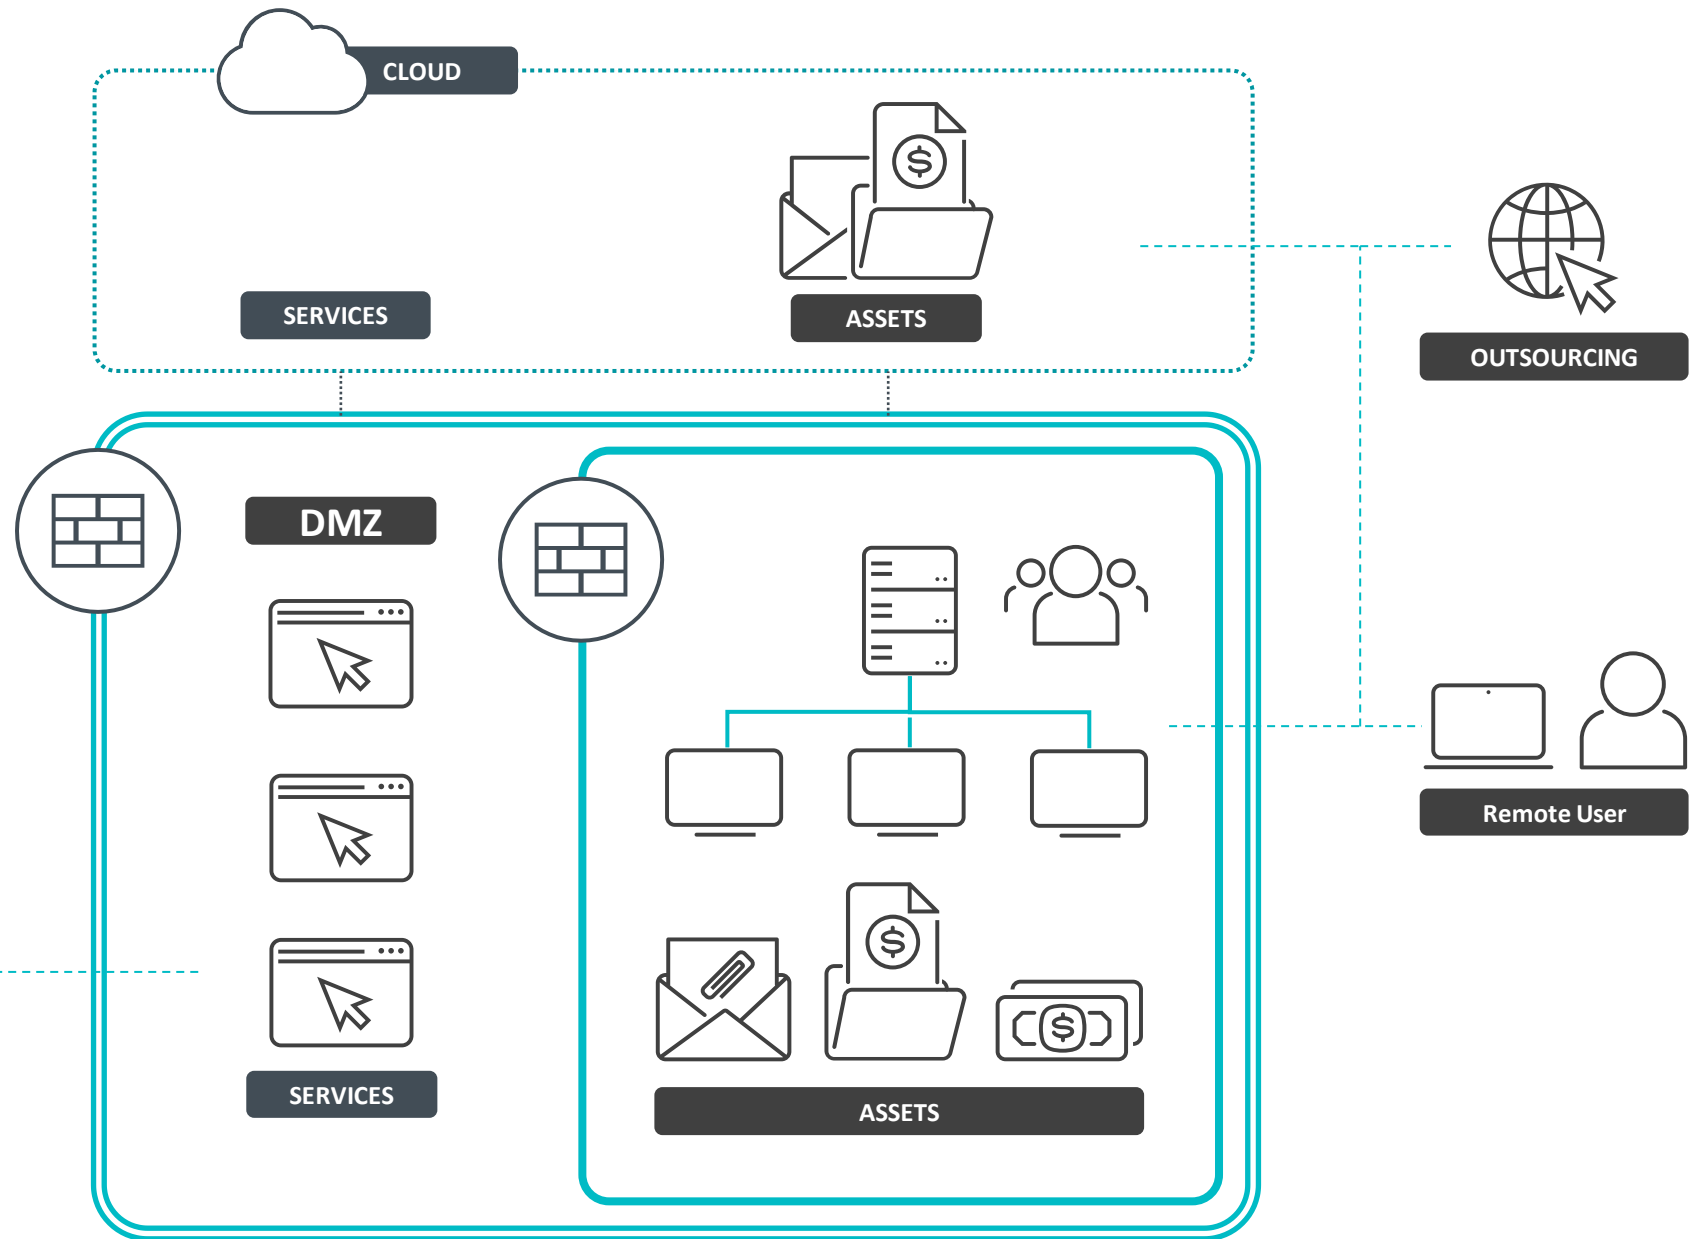 CLOUD
SERVICES
ASSETS
OUTSOURCING
DMZ
Remote User
SERVICES
ASSETS